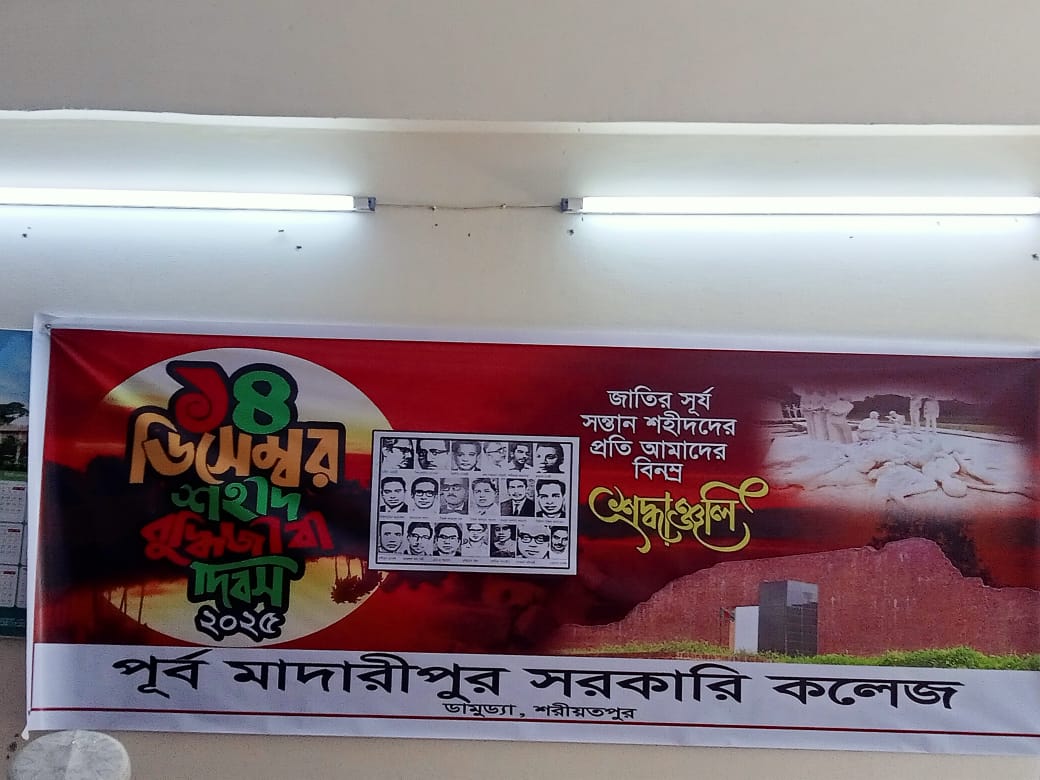 ১৪
ডিসেম্বর
শহীদ
বুদ্ধিজীবী
দিবস
২০২৫
জাতির সূর্য
সন্তান শহীদদের
প্রতি আমাদের
বিনম্র
শ্রদ্ধাঞ্জলি
পূর্ব মাদারীপুর সরকারি কলেজ
ডামুড্যা, শরীয়তপুর